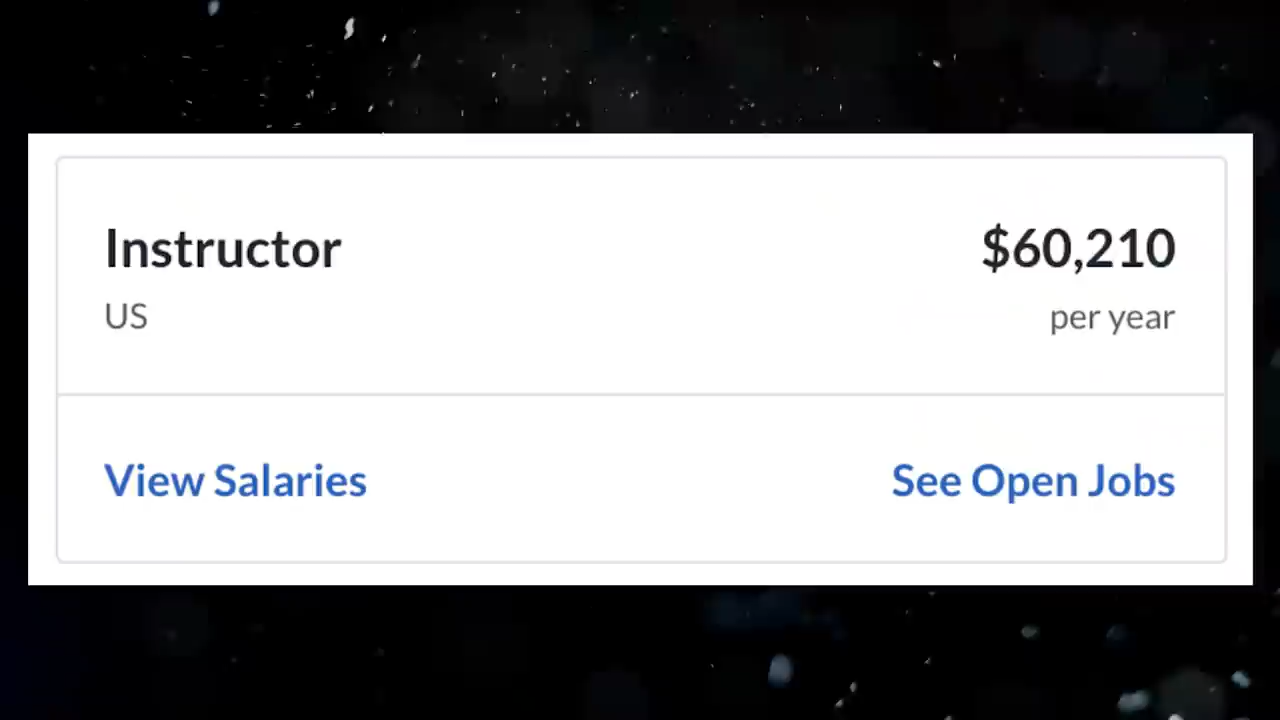 Instructor
$60,210
US
per year
View Salaries
See Open Jobs